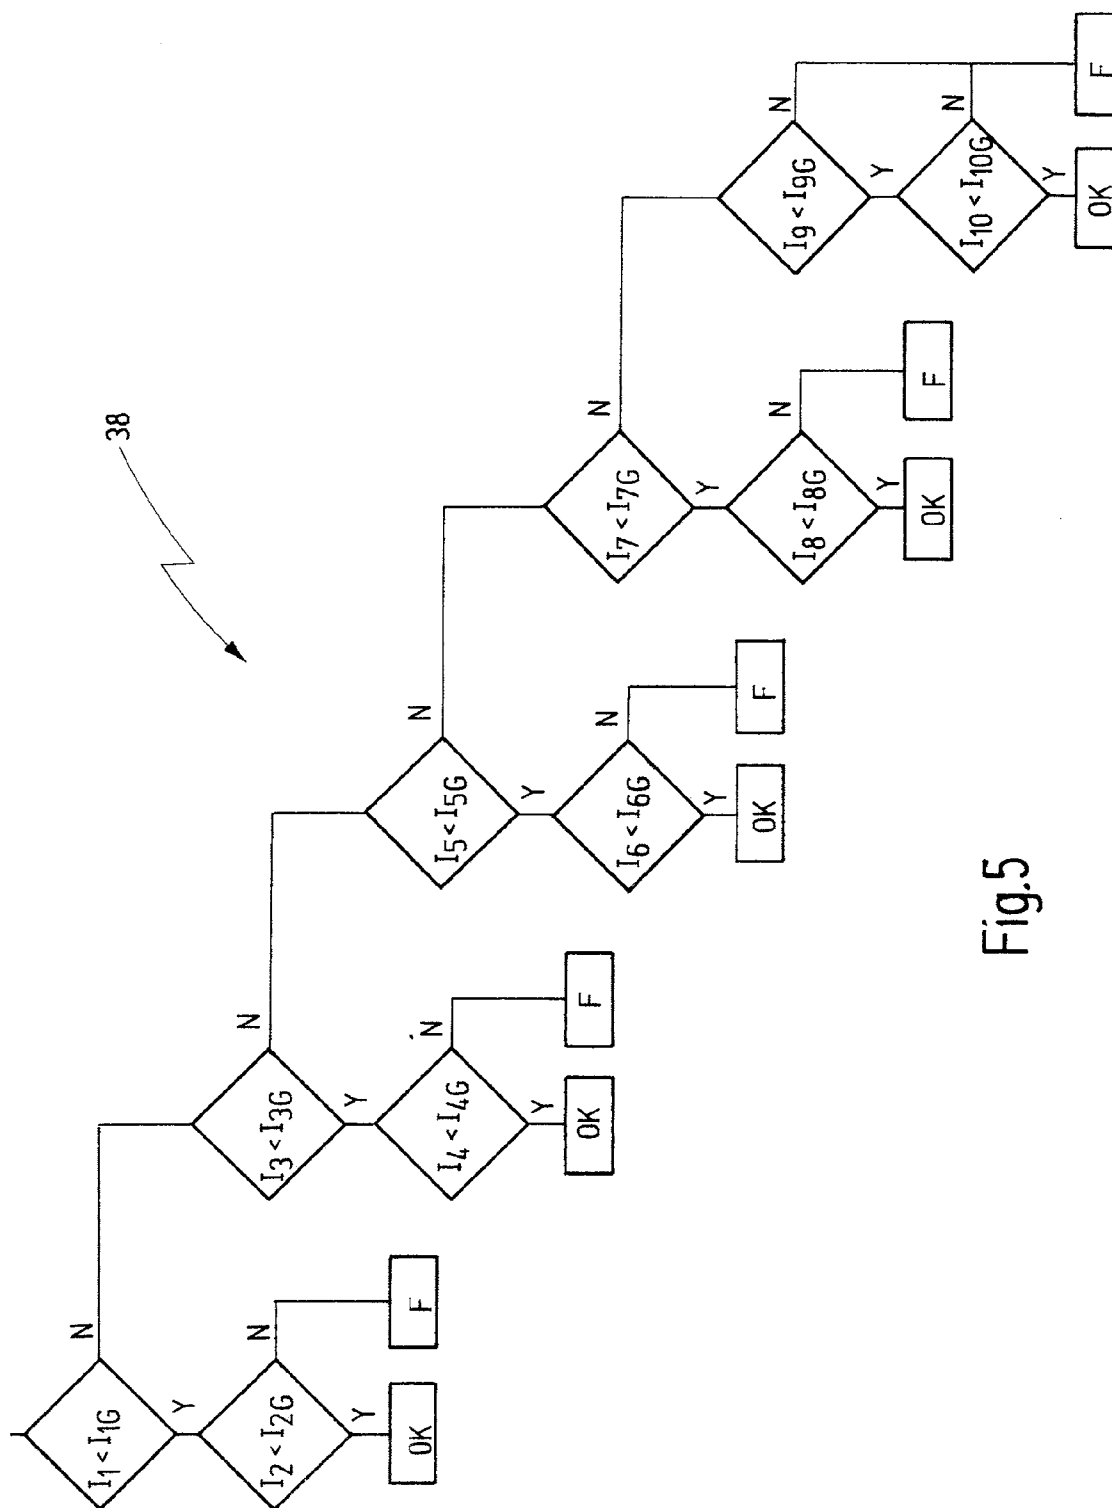 38
I1 < I1G
N
Y
I2 < I2G
N
Y
OK
F
I3 < I3G
N
Y
I4 < I4G
N
Y
OK
F
I5 < I5G
N
Y
I6 < I6G
N
Y
OK
F
I7 < I7G
N
Y
I8 < I8G
N
Y
OK
F
I9 < I9G
N
Y
I10 < I10G
N
Y
OK
F
Fig.5